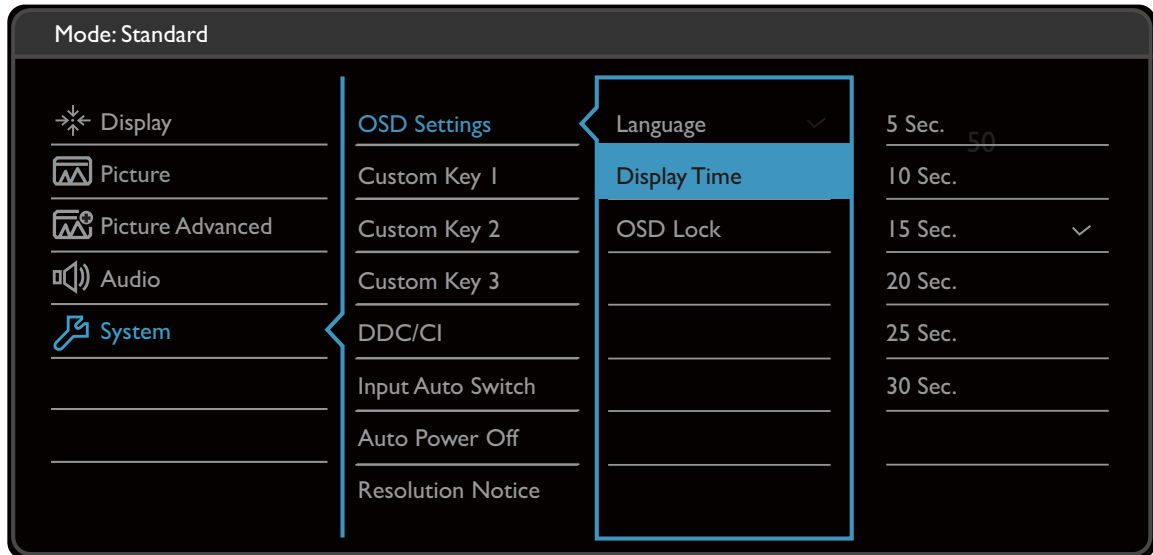 Mode: Standard
Display
Picture
Picture Advanced
Audio
System
OSD Settings
Custom Key 1
Custom Key 2
Custom Key 3
DDC/CI
Input Auto Switch
Auto Power Off
Resolution Notice
Language
Display Time
OSD Lock
5 Sec.
50
10 Sec.
15 Sec.
20 Sec.
25 Sec.
30 Sec.